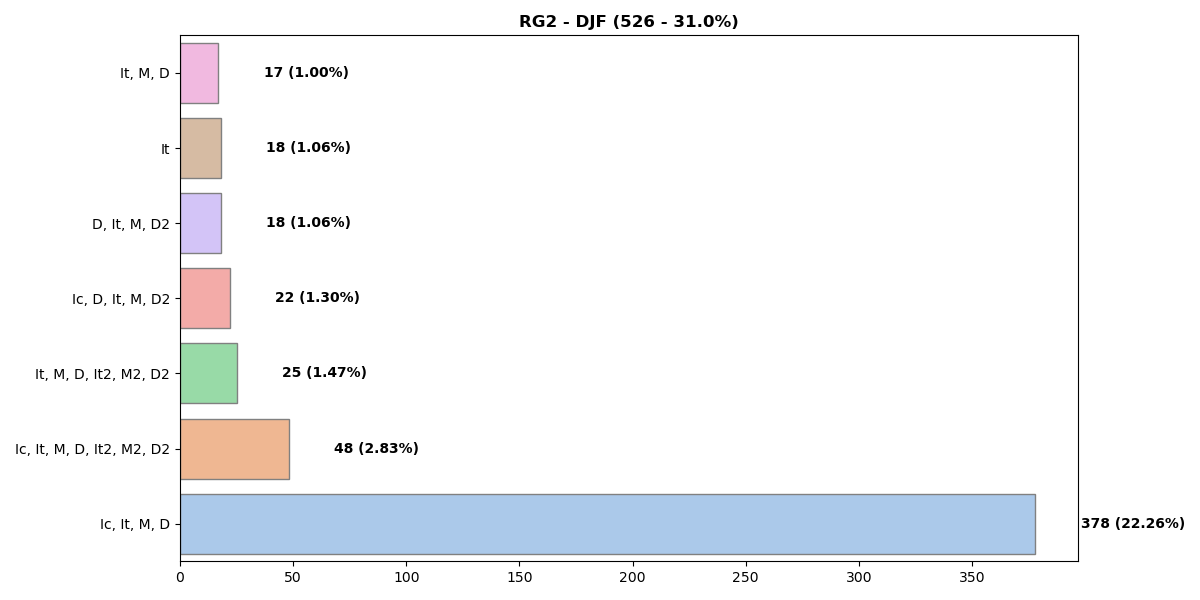 RG2 - DJF (526 - 31.0%)
It, M, D
17 (1.00%)
It
18 (1.06%)
D, It, M, D2
18 (1.06%)
Ic, D, It, M, D2
22 (1.30%)
It, M, D, It2, M2, D2
25 (1.47%)
Ic, It, M, D, It2, M2, D2
48 (2.83%)
Ic, It, M, D
378 (22.26%)
0 50 100 150 200 250 300 350